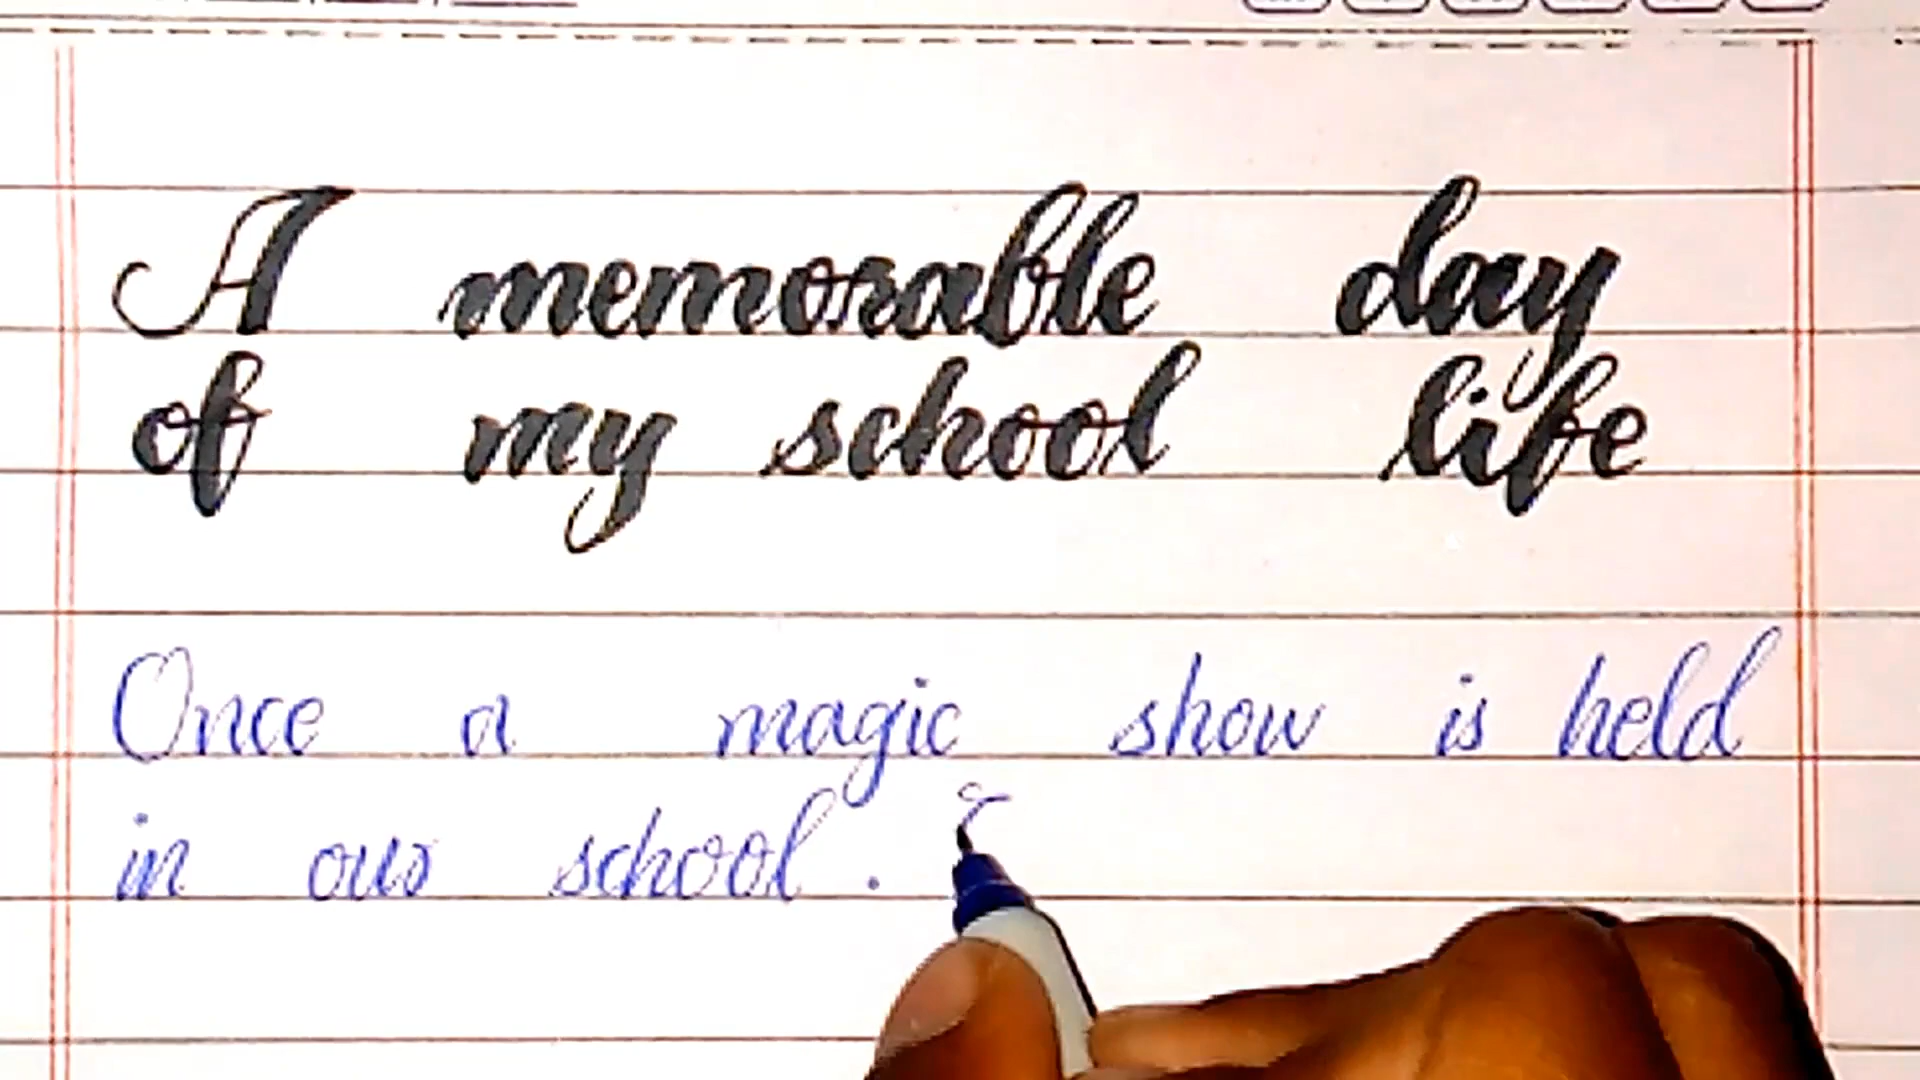 A memorable day
of my school life
Once a magic show is held
in our school.